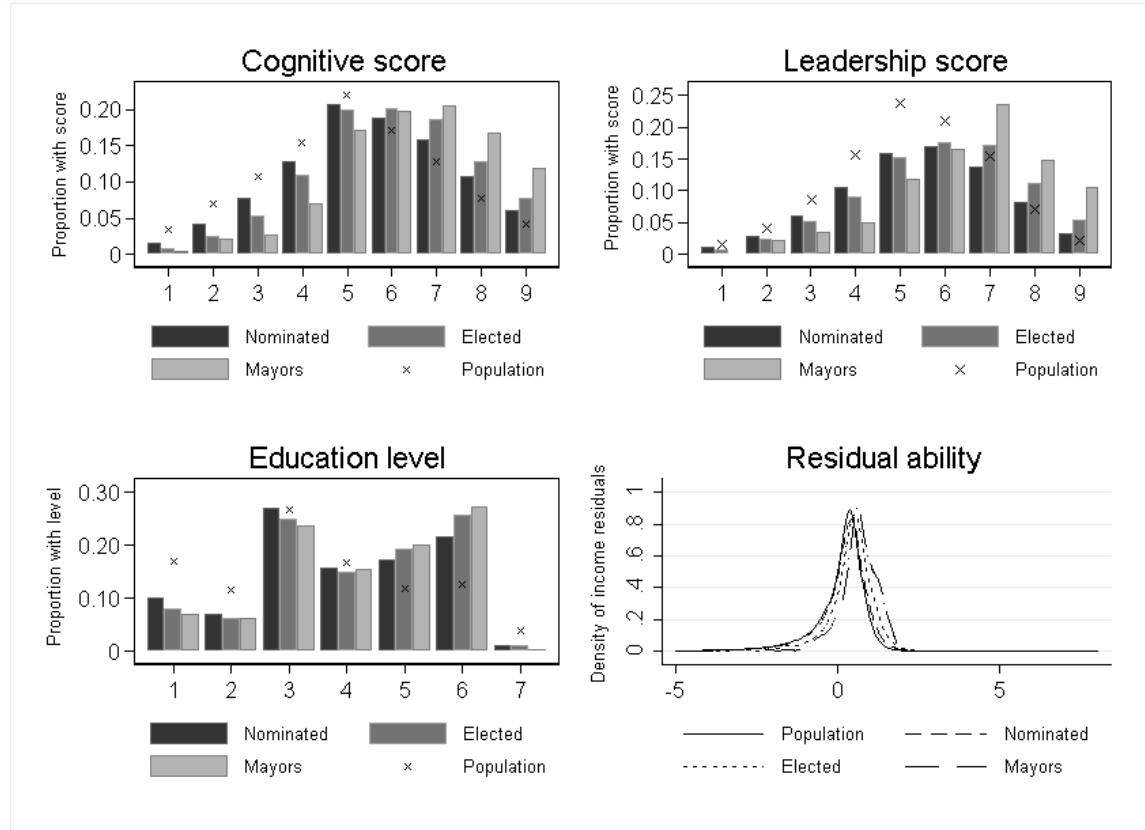 Cognitive score
Proportion with score
0.20
0.15
0.10
0.05
0
1 2 3 4 5 6 7 8 9
Nominated Elected
Mayors × Population
Leadership score
Proportion with score
0.25
0.20
0.15
0.10
0.05
0
1 2 3 4 5 6 7 8 9
Nominated Elected
Mayors × Population
Education level
Proportion with level
0.30
0.20
0.10
0
1 2 3 4 5 6 7
Nominated Elected
Mayors × Population
Residual ability
Density of income residuals
1
.8
.6
.4
.2
0
-5 0 5
Population Nominated
Elected Mayors